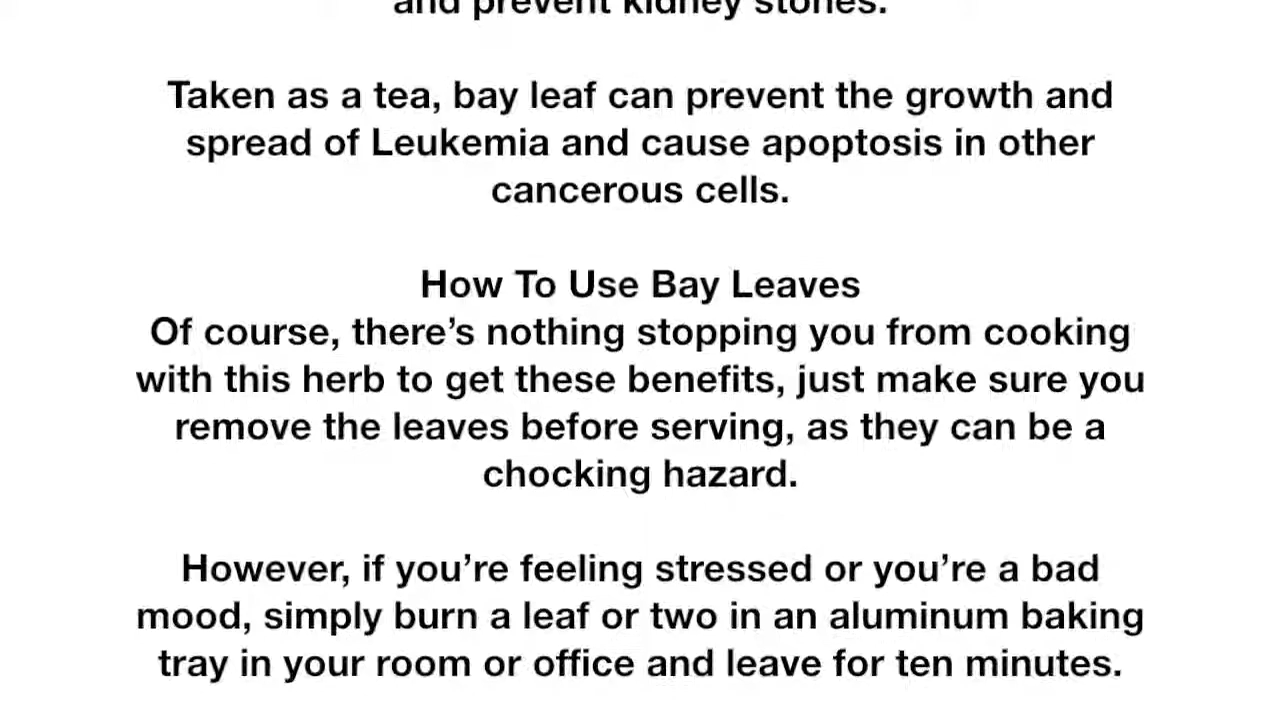 and prevent kidney stones.
Taken as a tea, bay leaf can prevent the growth and
spread of Leukemia and cause apoptosis in other
cancerous cells.
How To Use Bay Leaves
Of course, there's nothing stopping you from cooking
with this herb to get these benefits, just make sure you
remove the leaves before serving, as they can be a
chocking hazard.
However, if you're feeling stressed or you're a bad
mood, simply burn a leaf or two in an aluminum baking
tray in your room or office and leave for ten minutes.